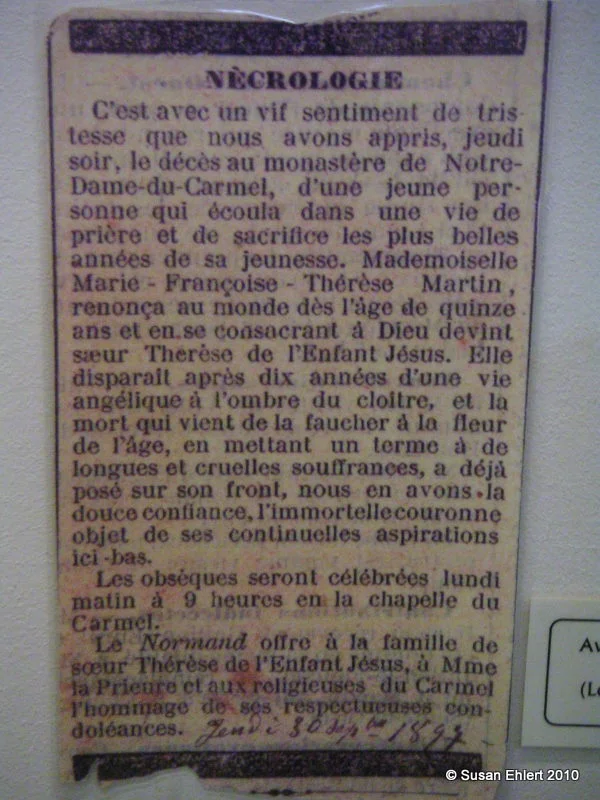 NÈCROLOGIE
C'est avec un vif sentiment de tris-
tesse que nous avons appris, jeudi
soir, le décès au monastère de Notre-
Dame-du-Carmel, d'une jeune per-
sonne qui écoula dans une vie de
prière et de sacrifice les plus belles
années de sa jeunesse. Mademoiselle
Marie - Françoise - Thérèse Martin,
renonça au monde dès l'âge de quinze
ans et en se consacrant á Dieu devint
sœur Thérèse de l'Enfant Jésus. Elle
disparaît après dix années d'une vie
angélique à l'ombre du cloitre, et la
mort qui vient de la faucher à la fleur
de l'âge, en mettant un terme à de
longues et cruelles souffrances, a déjà
posé sur son front, nous en avons la
douce confiance, l'immortelle couronne
objet de ses continuelles aspirations
ici-bas.
Les obsèques seront célébrées lundi
matin à 9 heures en la chapelle du
Carmel.
Le Normand offre à la famille de
sœur Thérèse de l'Enfant Jésus, à Mme
la Prieure et aux religieuses du Carmel
l'hommage de ses respectueuses con-
doléances. Jeudi 30 septbre 1897
© Susan Ehlert 2010